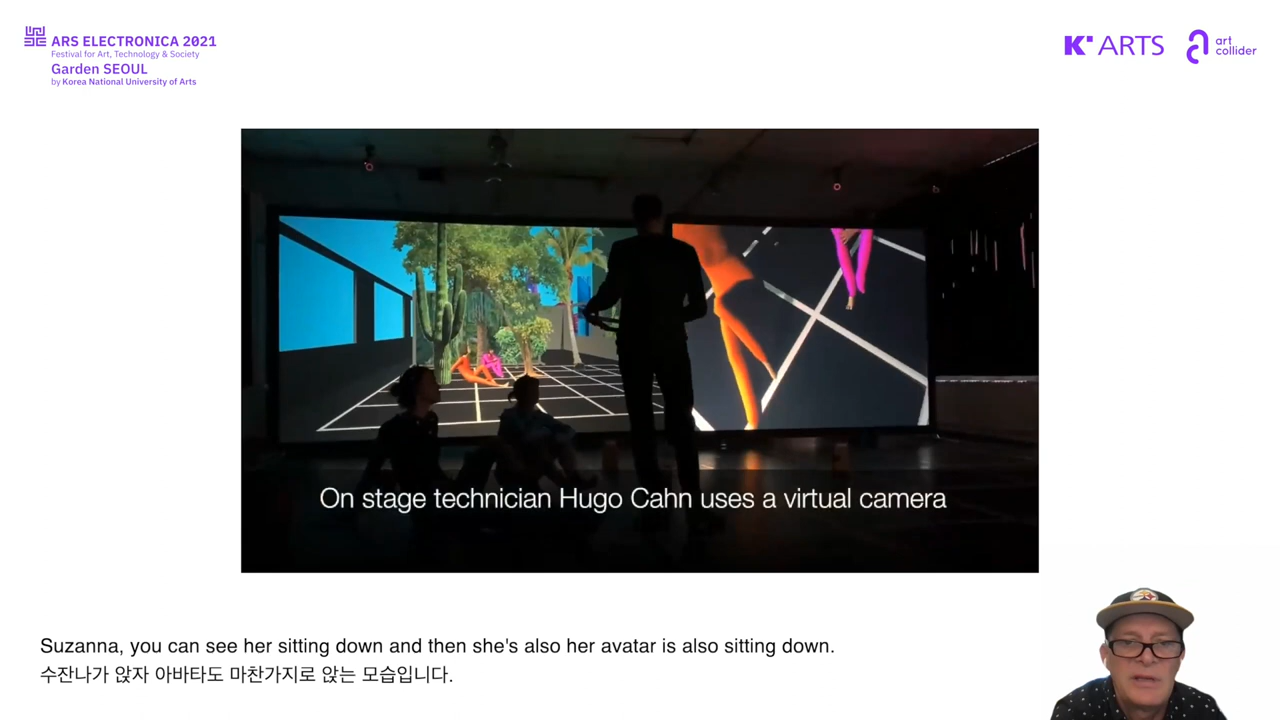 ARS ELECTRONICA 2021
Festival for Art, Technology & Society
Garden SEOUL
by Korea National University of Arts
K' ARTS
art
collider
On stage technician Hugo Cahn uses a virtual camera
Suzanna, you can see her sitting down and then she's also her avatar is also sitting down.
수잔나가 앉자 아바타도 마찬가지로 앉는 모습입니다.